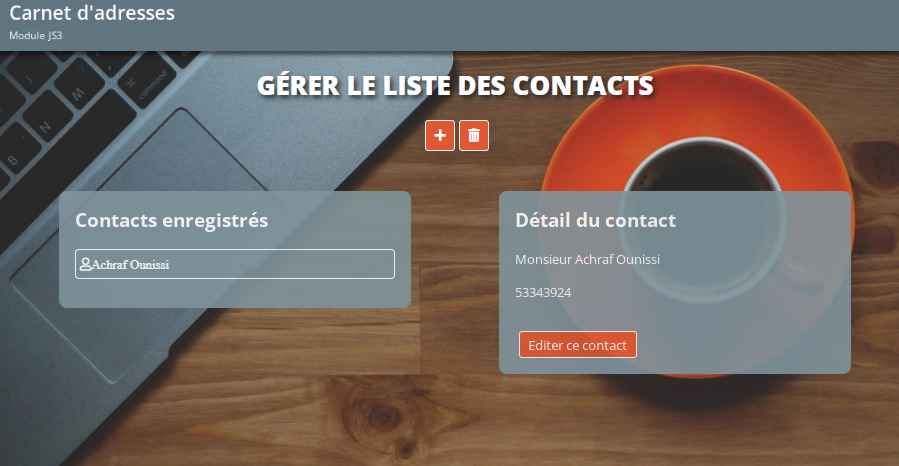 Carnet d'adresses
Module JS3
GÉRER LE LISTE DES CONTACTS
Contacts enregistrés
Achraf Ounissi
Détail du contact
Monsieur Achraf Ounissi
53343924
Editer ce contact
J
N
M
B
N
⌘
command